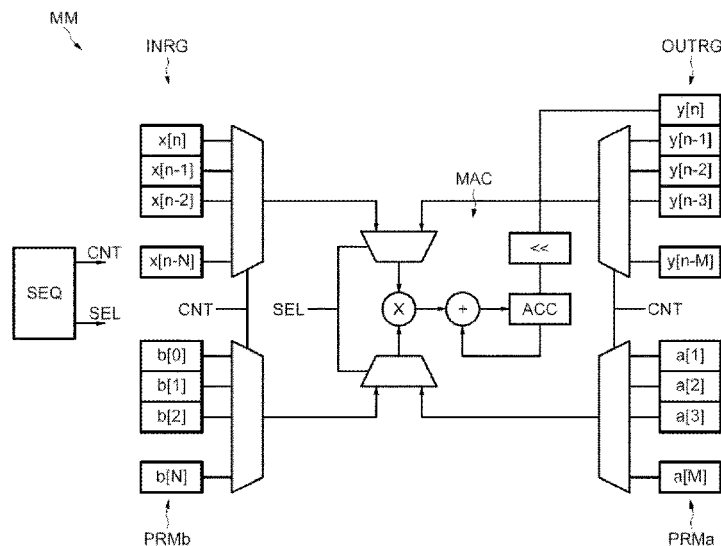 MM
INRG
OUTRG
y[n]
x[n]
y[n-1]
x[n-1]
y[n-2]
MAC
x[n-2]
y[n-3]
<<
CNT
x[n-N]
y[n-M]
SEQ
CNT
SEL
X
+
ACC
CNT
SEL
b[0]
a[1]
b[1]
a[2]
b[2]
a[3]
b[N]
a[M]
PRMb
PRMa